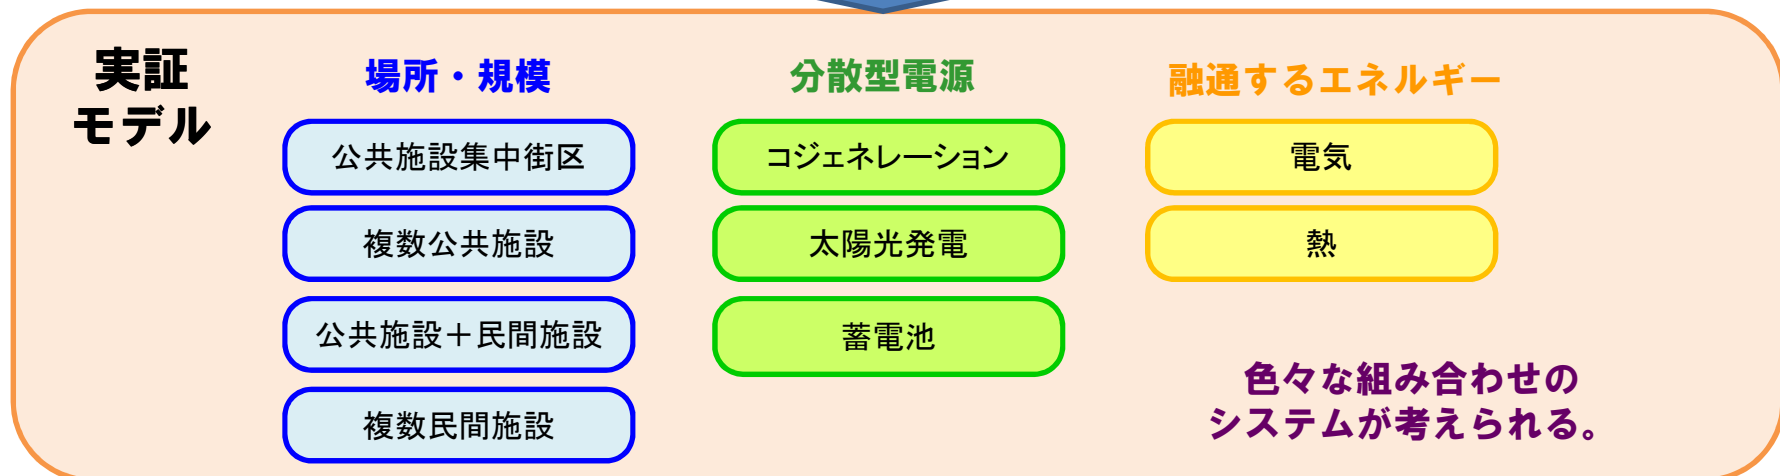 実証
モデル
場所・規模
公共施設集中街区
複数公共施設
公共施設＋民間施設
複数民間施設
分散型電源
コジェネレーション
太陽光発電
蓄電池
融通するエネルギー
電気
熱
色々な組み合わせの
システムが考えられる。